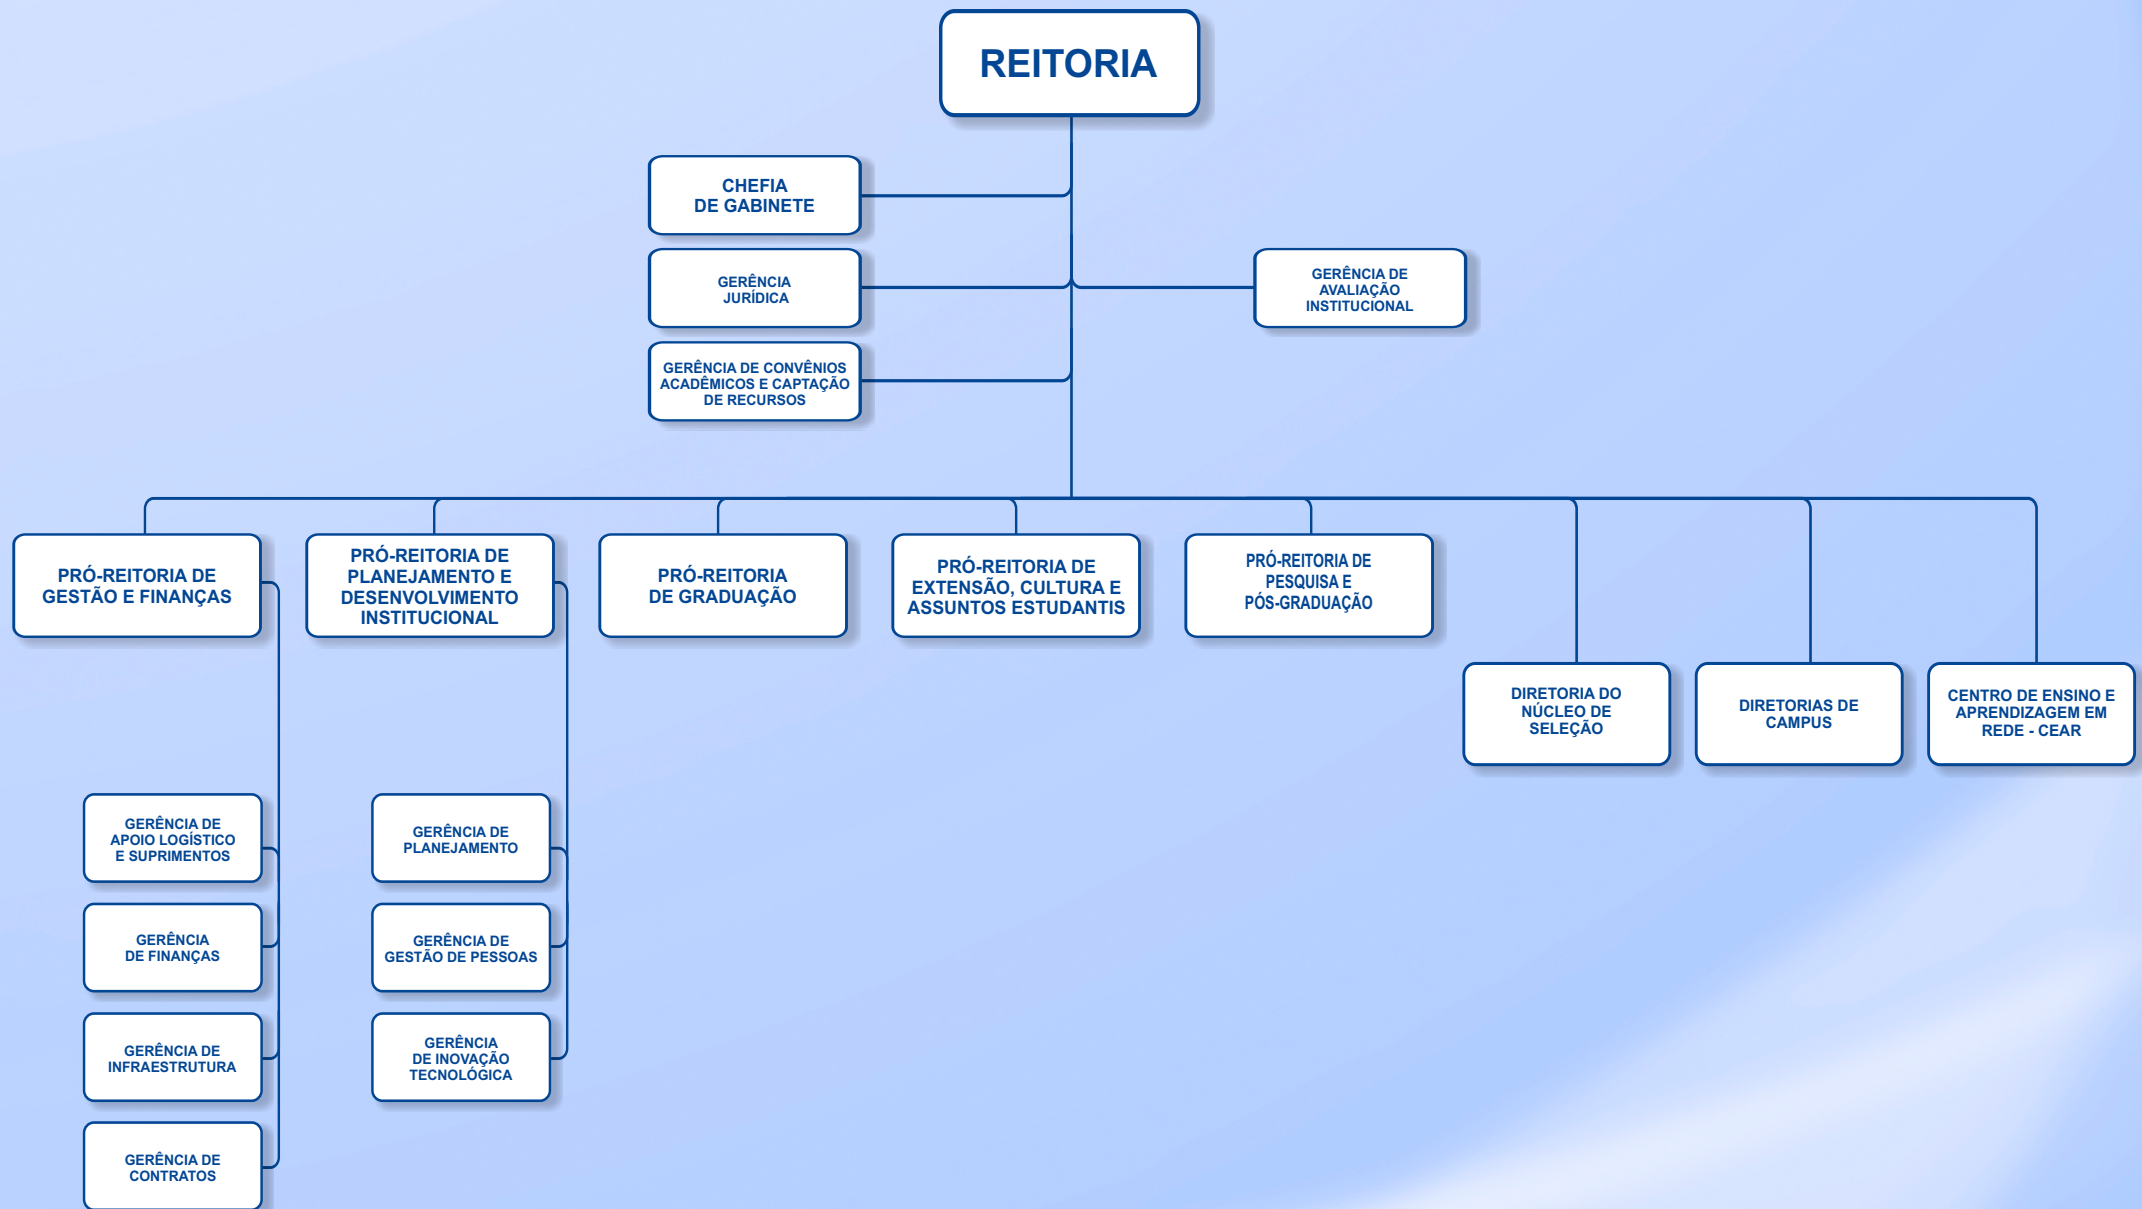 REITORIA
CHEFIA
DE GABINETE
GERÊNCIA
JURÍDICA
GERÊNCIA DE
AVALIAÇÃO
INSTITUCIONAL
GERÊNCIA DE CONVÊNIOS
ACADÊMICOS E CAPTAÇÃO
DE RECURSOS
PRÓ-REITORIA DE
GESTÃO E FINANÇAS
PRÓ-REITORIA DE
PLANEJAMENTO E
DESENVOLVIMENTO
INSTITUCIONAL
PRÓ-REITORIA
DE GRADUAÇÃO
PRÓ-REITORIA DE
EXTENSÃO, CULTURA E
ASSUNTOS ESTUDANTIS
PRÓ-REITORIA DE
PESQUISA E
PÓS-GRADUAÇÃO
DIRETORIA DO
NÚCLEO DE
SELEÇÃO
DIRETORIAS DE
CAMPUS
CENTRO DE ENSINO E
APRENDIZAGEM EM
REDE - CEAR
GERÊNCIA DE
APOIO LOGÍSTICO
E SUPRIMENTOS
GERÊNCIA
DE FINANÇAS
GERÊNCIA DE
INFRAESTRUTURA
GERÊNCIA DE
CONTRATOS
GERÊNCIA DE
PLANEJAMENTO
GERÊNCIA DE
GESTÃO DE PESSOAS
GERÊNCIA
DE INOVAÇÃO
TECNOLÓGICA